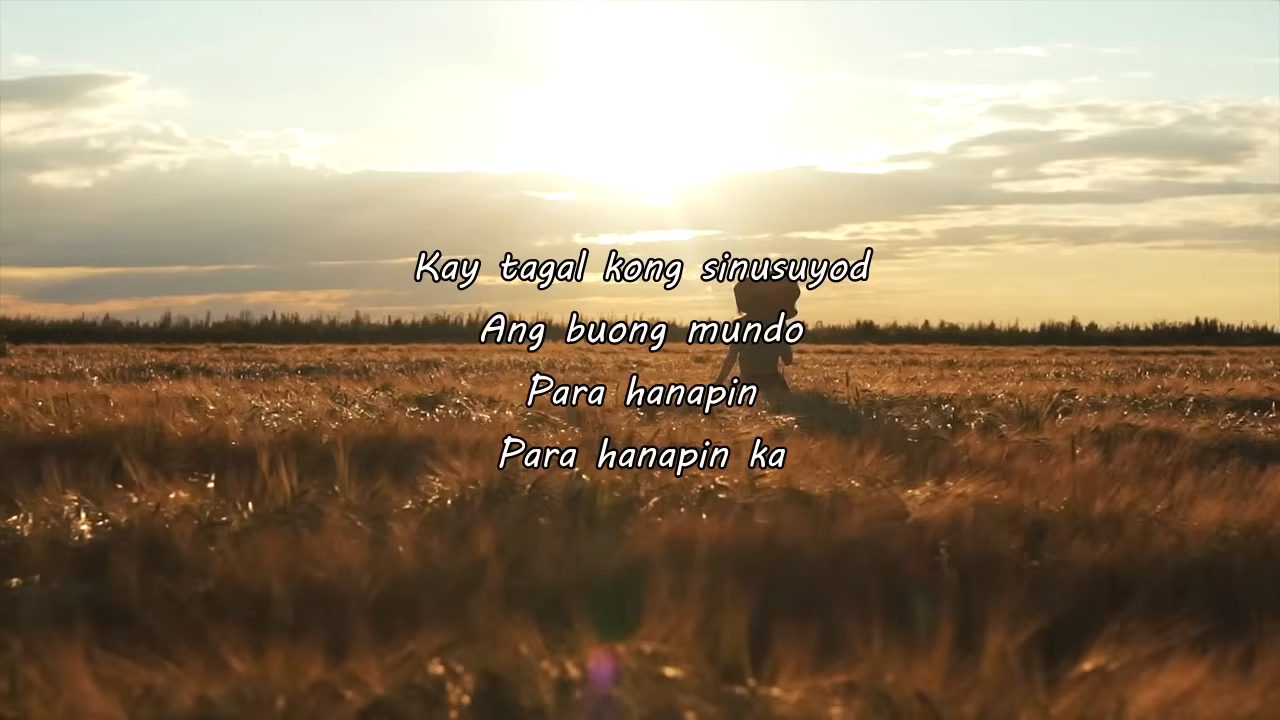 Kay tagal kong sinusuyod
Ang buong mundo
Para hanapin
Para hanapin ka